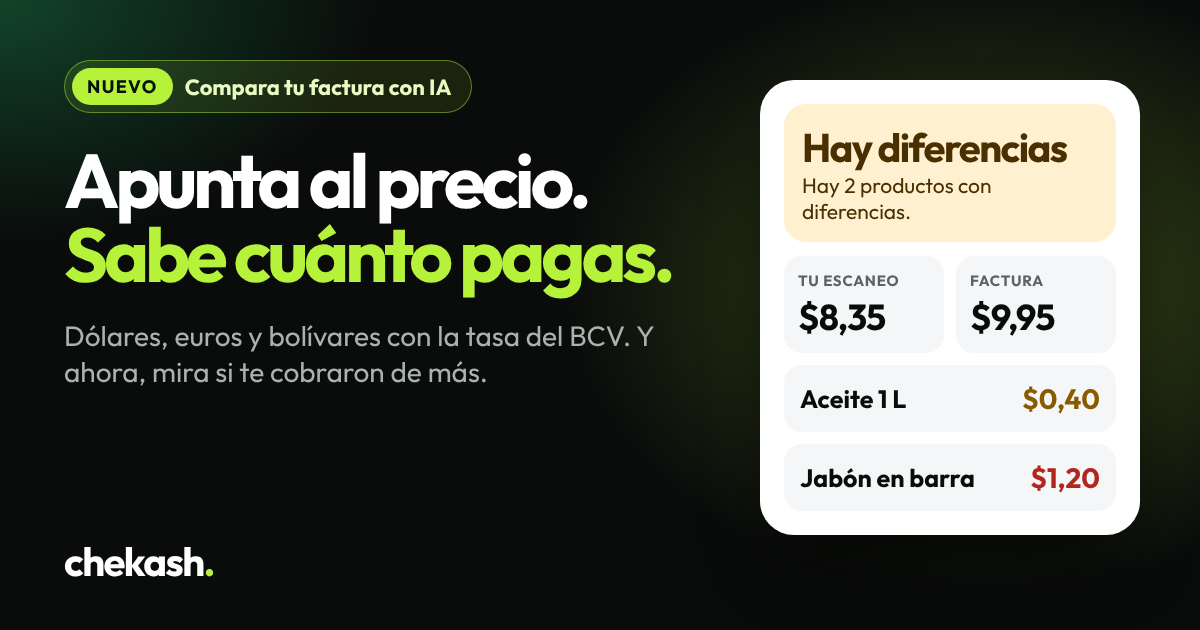 NUEVO Compara tu factura con IA
Apunta al precio.
Sabe cuánto pagas.
Dólares, euros y bolívares con la tasa del BCV. Y
ahora, mira si te cobraron de más.
chekash.
Hay diferencias
Hay 2 productos con
diferencias.
TU ESCANEO
$8,35
FACTURA
$9,95
Aceite 1 L $0,40
Jabón en barra $1,20